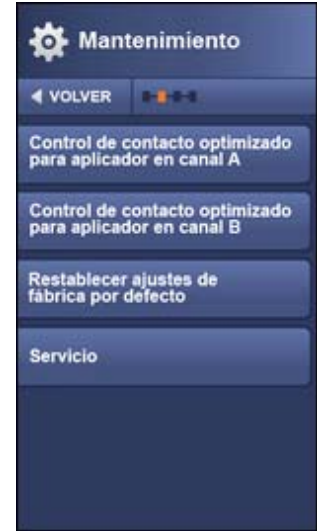 Mantenimiento
VOLVER
Control de contacto optimizado
para aplicador en canal A
Control de contacto optimizado
para aplicador en canal B
Restablecer ajustes de
fábrica por defecto
Servicio